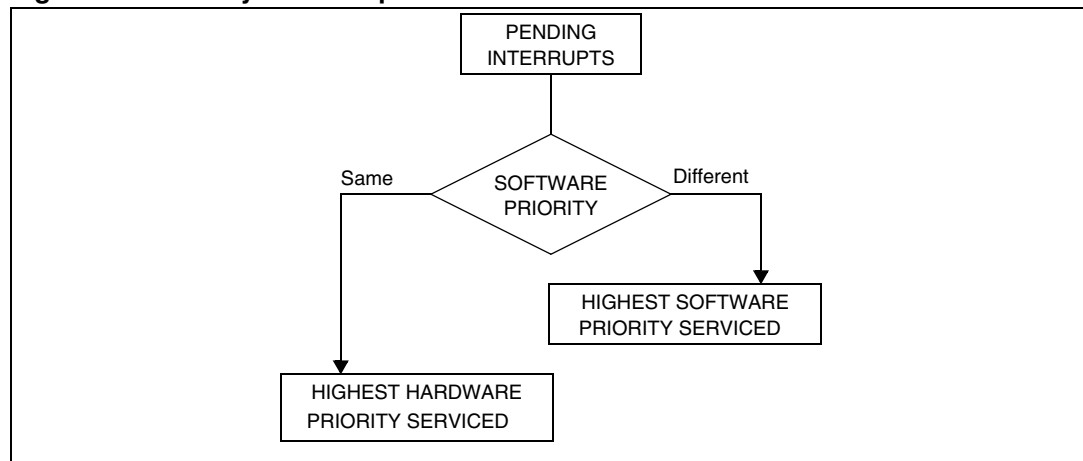 PENDING
INTERRUPTS
Same
SOFTWARE
PRIORITY
Different
HIGHEST SOFTWARE
PRIORITY SERVICED
HIGHEST HARDWARE
PRIORITY SERVICED